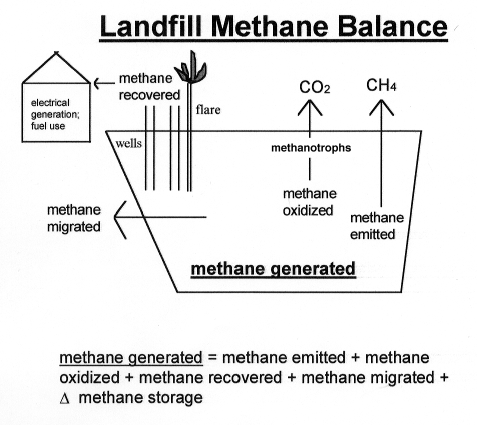 Landfill Methane Balance
methane
recovered
electrical
generation;
fuel use
flare
wells
CO2
CH4
methanotrophs
methane
oxidized
methane
emitted
methane
migrated
methane generated
methane generated = methane emitted + methane
oxidized + methane recovered + methane migrated +
Δ methane storage